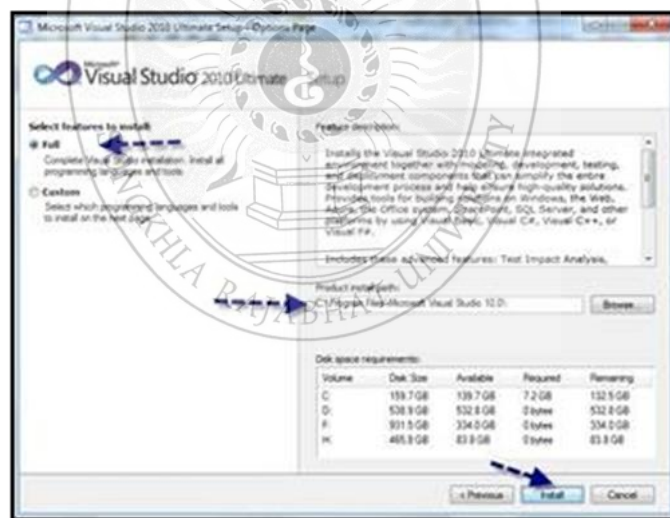 Microsoft Visual Studio 2010 Ultimate Setup - Options Page
Microsoft
Visual Studio 2010 Ultimate Setup
Select features to install:
Full
Complete Visual Studio installation. Install all
programming languages and tools.
Custom
Select which programming languages and tools
to install on the next page.
Feature description:
Installs the Visual Studio 2010 Ultimate integrated
environment together with modeling, development, testing,
and deployment components that can simplify the entire
development process and help ensure high-quality solutions.
Provides tools for building solutions on Windows, the Web,
the Office system, SharePoint, SQL Server, and other
platforms by using Visual Basic, Visual C#, Visual C++, or
Visual F#.
Includes these advanced features: Test Impact Analysis,
Product install path:
C:\Program Files\Microsoft Visual Studio 10.0\
Browse...
Disk space requirements:
Volume Disk Size Available Required Remaining
C: 159.7 GB 139.7 GB 7.2 GB 132.5 GB
D: 538.9 GB 532.8 GB 0 bytes 532.8 GB
F: 931.5 GB 334.0 GB 0 bytes 334.0 GB
H: 465.8 GB 83.8 GB 0 bytes 83.8 GB
< Previous Install Cancel
NAKHLA RAJABHAT UNIVERSITY